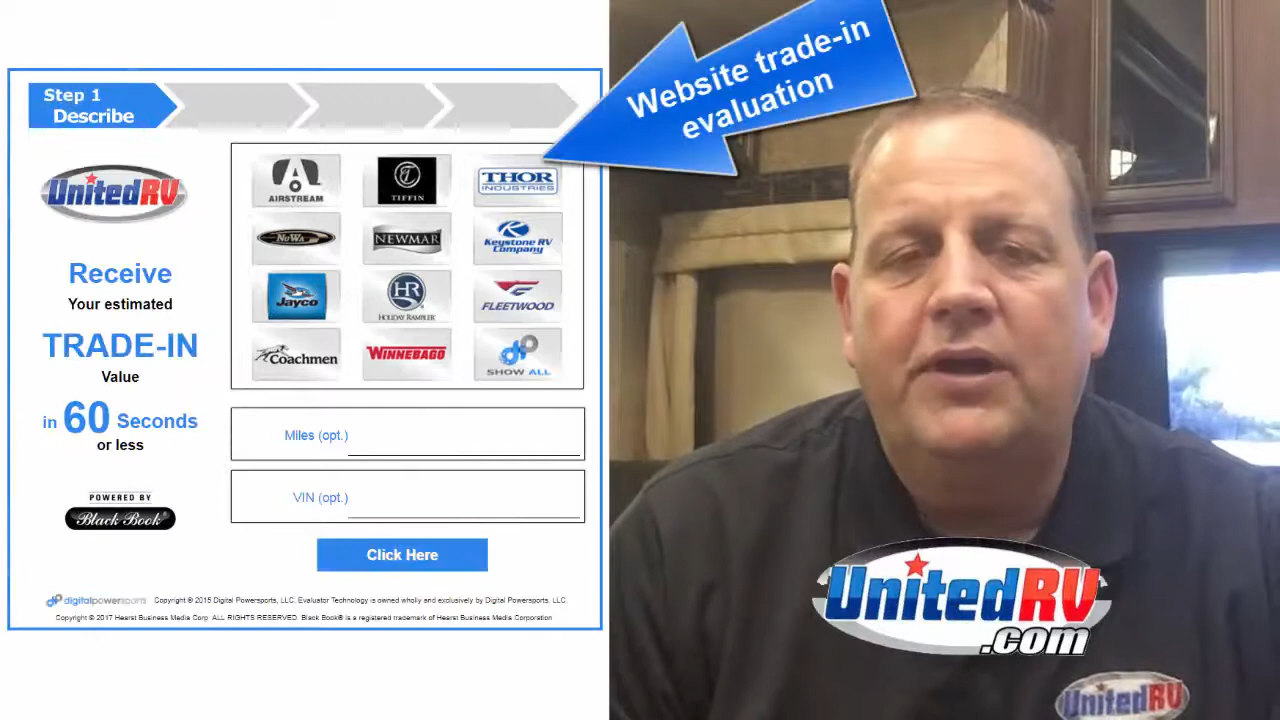 Step 1
Describe
UnitedRV
Receive
Your estimated
TRADE-IN
Value
in 60 Seconds
or less
POWERED BY
Black Book®
AIRSTREAM
TIFFIN
THOR
INDUSTRIES
NuWa
NEWMAR
Keystone RV
Company
Jayco
HR
HOLIDAY RAMBLER
FLEETWOOD
Coachmen
WINNEBAGO
SHOW ALL
Miles (opt.)
VIN (opt.)
Click Here
digitalpowersports Copyright © 2015 Digital Powersports, LLC. Evaluator Technology is owned wholly and exclusively by Digital Powersports. LLC.
Copyright © 2017 Hearst Business Media Corp. ALL RIGHTS RESERVED. Black Book® is a registered trademark of Hearst Business Media Corporation
Website trade-in
evaluation
UnitedRV
.com
UnitedRV